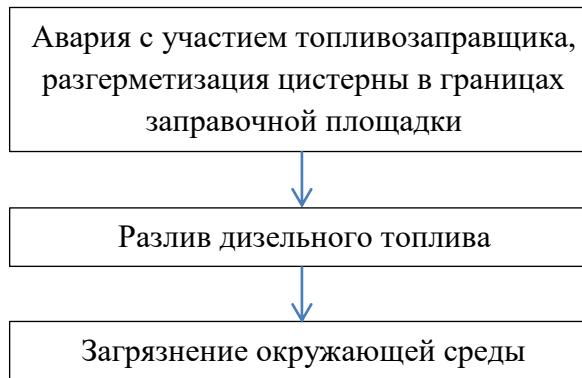 Авария с участием топливозаправщика,
разгерметизация цистерны в границах
заправочной площадки
Разлив дизельного топлива
Загрязнение окружающей среды